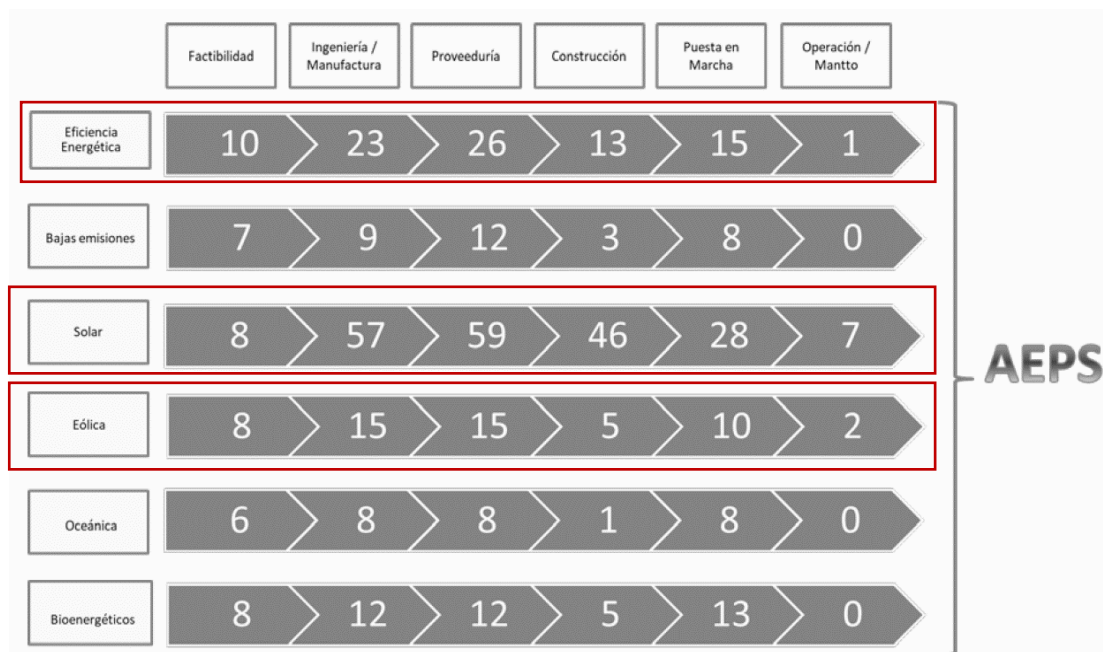 Factibilidad
Ingeniería /
Manufactura
Proveeduría
Construcción
Puesta en
Marcha
Operación /
Mantto
Eficiencia
Energética
10 23 26 13 15 1
Bajas emisiones
7 9 12 3 8 0
Solar
8 57 59 46 28 7
AEPS
Eólica
8 15 15 5 10 2
Oceánica
6 8 8 1 8 0
Bioenergéticos
8 12 12 5 13 0